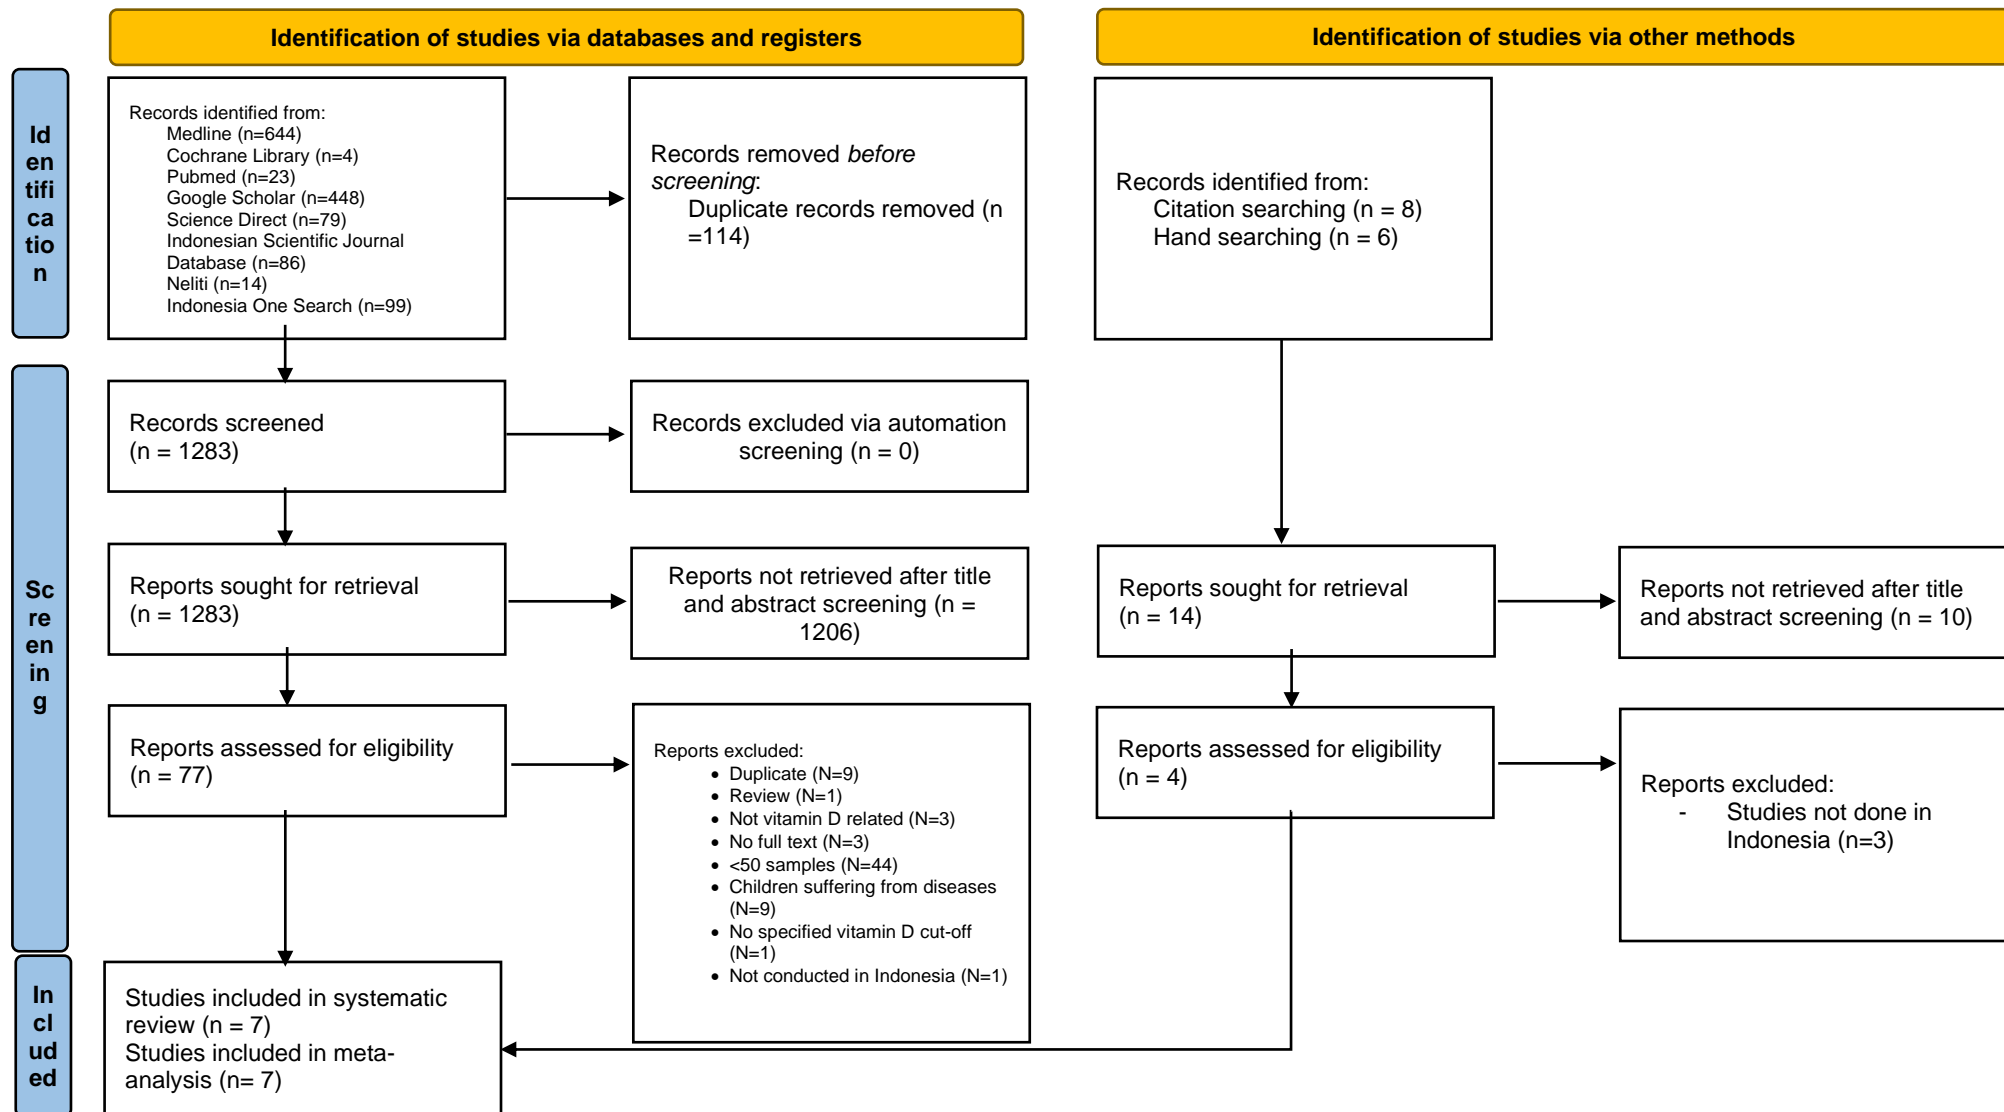 Identification of studies via databases and registers
Identification of studies via other methods
Id
en
tifi
ca
tio
n
Records identified from:
Medline (n=644)
Cochrane Library (n=4)
Pubmed (n=23)
Google Scholar (n=448)
Science Direct (n=79)
Indonesian Scientific Journal
Database (n=86)
Neliti (n=14)
Indonesia One Search (n=99)
Records removed before
screening:
Duplicate records removed (n
=114)
Records identified from:
Citation searching (n = 8)
Hand searching (n = 6)
Sc
re
en
in
g
Records screened
(n = 1283)
Records excluded via automation
screening (n = 0)
Reports sought for retrieval
(n = 1283)
Reports not retrieved after title
and abstract screening (n =
1206)
Reports sought for retrieval
(n = 14)
Reports not retrieved after title
and abstract screening (n = 10)
Reports assessed for eligibility
(n = 77)
Reports excluded:
• Duplicate (N=9)
• Review (N=1)
• Not vitamin D related (N=3)
• No full text (N=3)
• <50 samples (N=44)
• Children suffering from diseases
(N=9)
• No specified vitamin D cut-off
(N=1)
• Not conducted in Indonesia (N=1)
Reports assessed for eligibility
(n = 4)
Reports excluded:
- Studies not done in
Indonesia (n=3)
In
cl
ud
ed
Studies included in systematic
review (n = 7)
Studies included in meta-
analysis (n= 7)